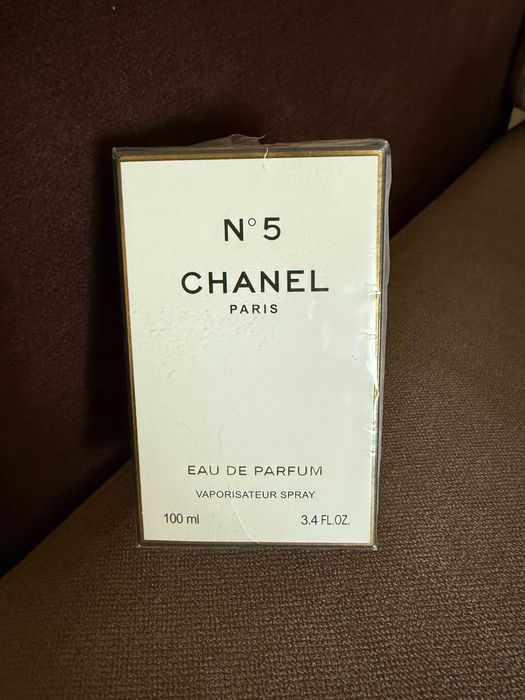 N°5
CHANEL
PARIS
EAU DE PARFUM
VAPORISATEUR SPRAY
100 ml 3.4 FL.OZ.